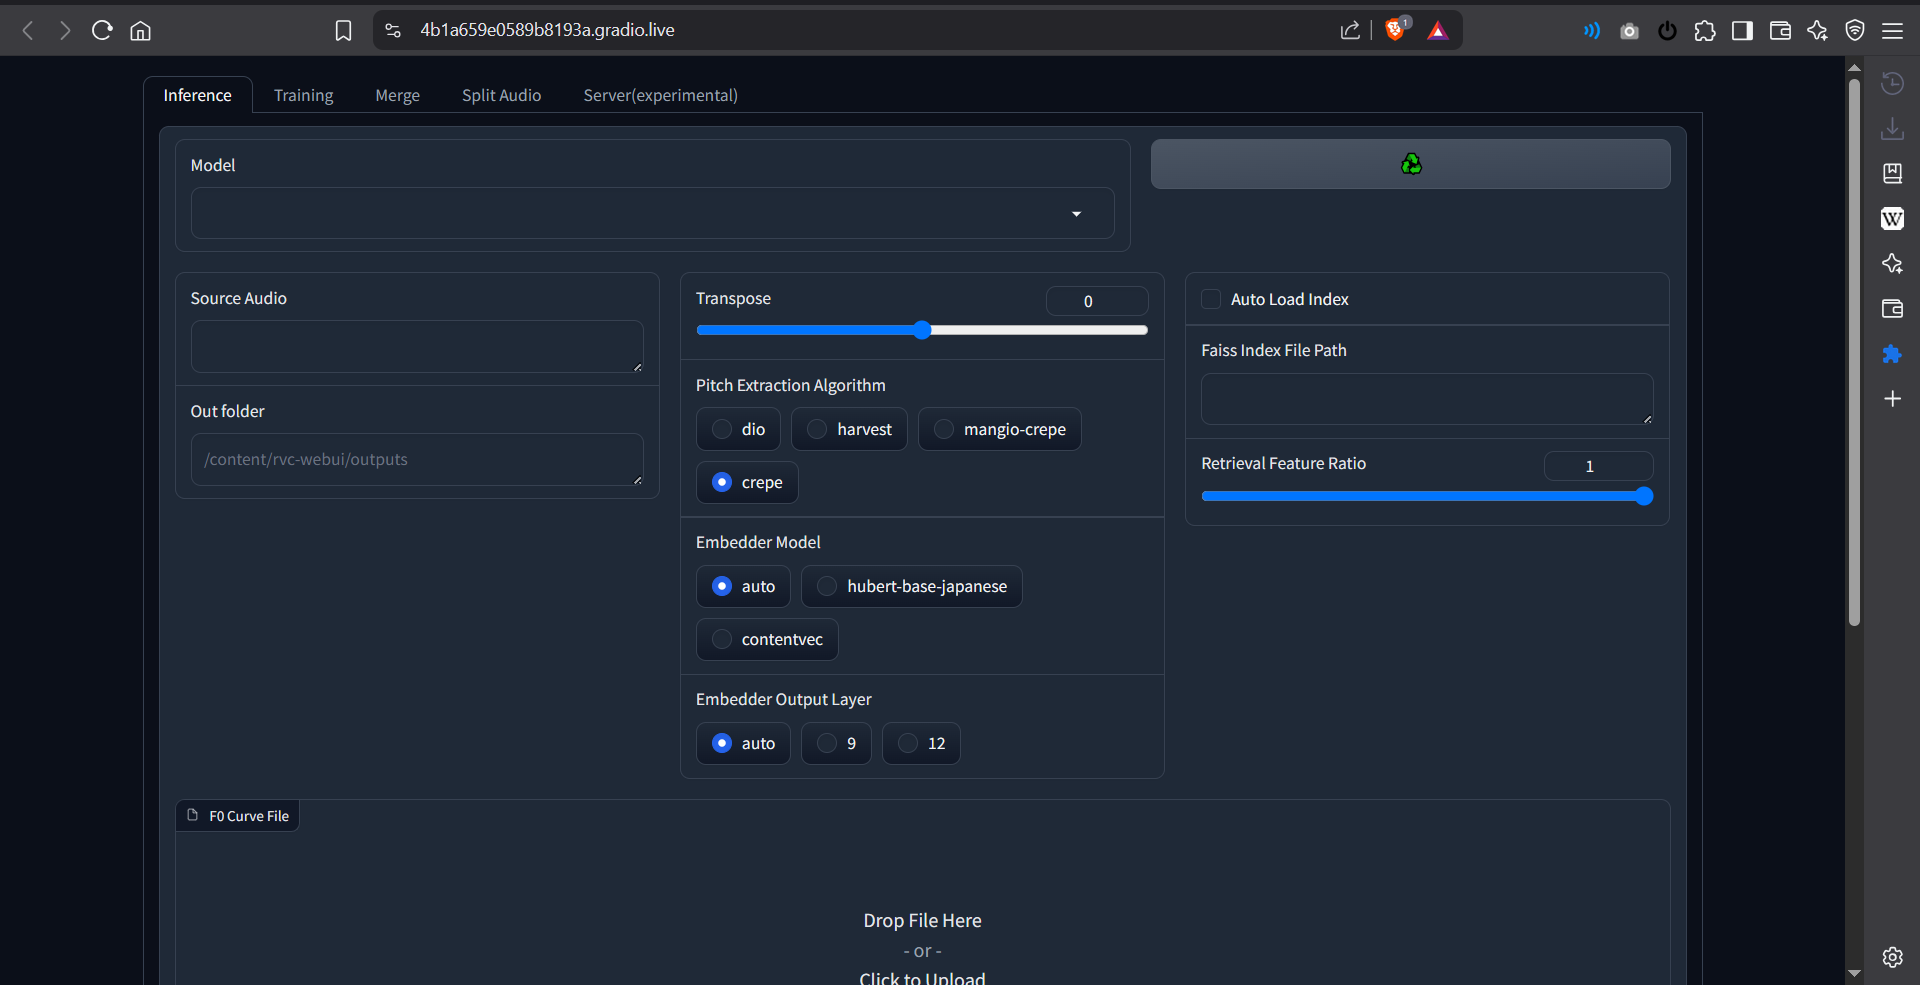 4b1a659e0589b8193a.gradio.live
1
Inference Training Merge Split Audio Server(experimental)
Model
Source Audio
Out folder
/content/rvc-webui/outputs
Transpose 0
Pitch Extraction Algorithm
dio harvest mangio-crepe
crepe
Embedder Model
auto hubert-base-japanese
contentvec
Embedder Output Layer
auto 9 12
Auto Load Index
Faiss Index File Path
Retrieval Feature Ratio 1
F0 Curve File
Drop File Here
- or -
Click to Upload
W